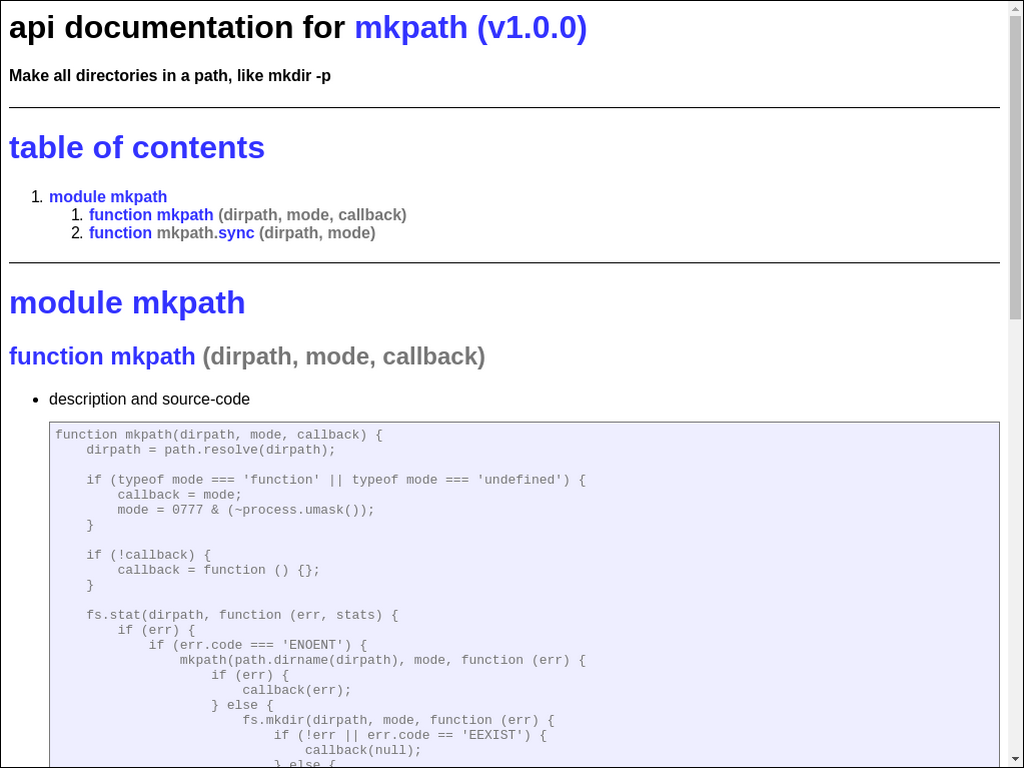 api documentation for mkpath (v1.0.0)
Make all directories in a path, like mkdir -p
table of contents
1. module mkpath
1. function mkpath (dirpath, mode, callback)
2. function mkpath.sync (dirpath, mode)
module mkpath
function mkpath (dirpath, mode, callback)
• description and source-code
function mkpath(dirpath, mode, callback) {
    dirpath = path.resolve(dirpath);

    if (typeof mode === 'function' || typeof mode === 'undefined') {
        callback = mode;
        mode = 0777 & (~process.umask());
    }

    if (!callback) {
        callback = function () {};
    }

    fs.stat(dirpath, function (err, stats) {
        if (err) {
            if (err.code === 'ENOENT') {
                mkpath(path.dirname(dirpath), mode, function (err) {
                    if (err) {
                        callback(err);
                    } else {
                        fs.mkdir(dirpath, mode, function (err) {
                            if (!err || err.code == 'EEXIST') {
                                callback(null);
                            } else {